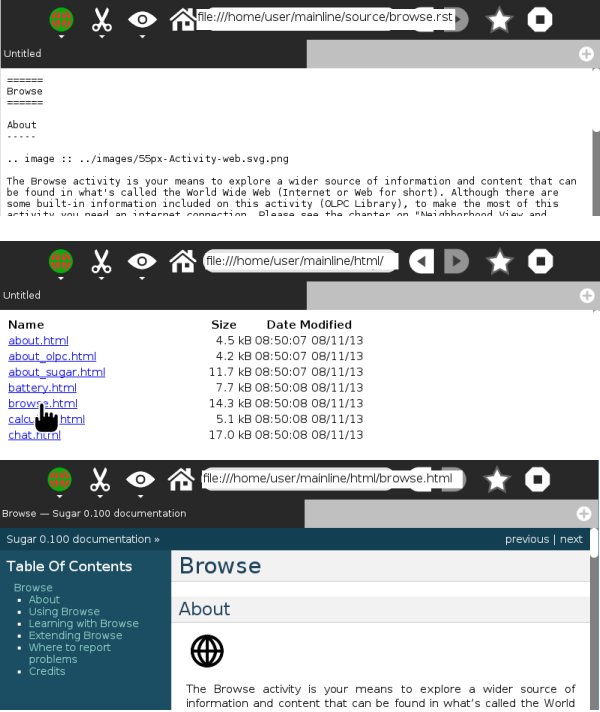 file:///home/user/mainline/source/browse.rst
Untitled
======
Browse
======
About
-----
.. image :: ../images/55px-Activity-web.svg.png
The Browse activity is your means to explore a wider source of information and content that can
be found in what's called the World Wide Web (Internet or Web for short). Although there are
some built-in information included on this activity (OLPC Library), to make the most of this
activity you need an internet connection. Please see the chapter on "Neighborhood View and
file:///home/user/mainline/html/
Untitled
Name Size Date Modified
about.html 4.5 kB 08:50:07 08/11/13
about_olpc.html 4.2 kB 08:50:07 08/11/13
about_sugar.html 11.7 kB 08:50:07 08/11/13
battery.html 7.7 kB 08:50:08 08/11/13
browse.html 14.3 kB 08:50:08 08/11/13
html 5.1 kB 08:50:08 08/11/13
chat.html 17.0 kB 08:50:08 08/11/13
file:///home/user/mainline/html/browse.html
Browse — Sugar 0.100 documentation
Sugar 0.100 documentation » previous | next
Table Of Contents
Browse
About
Using Browse
Learning with Browse
Extending Browse
Where to report
problems
Credits
Browse
About
The Browse activity is your means to explore a wider source of
information and content that can be found in what's called the World